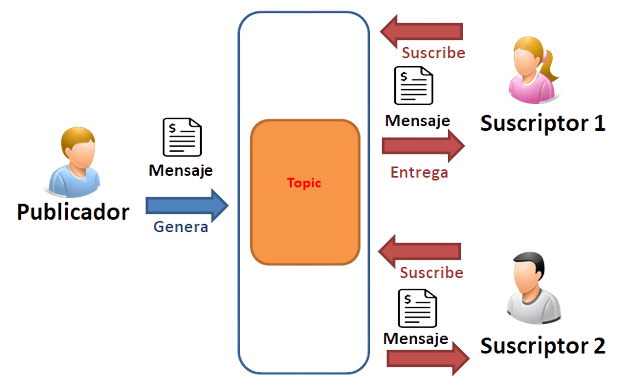 Suscribe
$
Mensaje
Suscriptor 1
Entrega
$
Mensaje
Publicador
Genera
Topic
Suscribe
$
Mensaje
Suscriptor 2